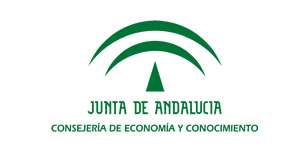 JUNTA DE ANDALUCIA
CONSEJERÍA DE ECONOMÍA Y CONOCIMIENTO